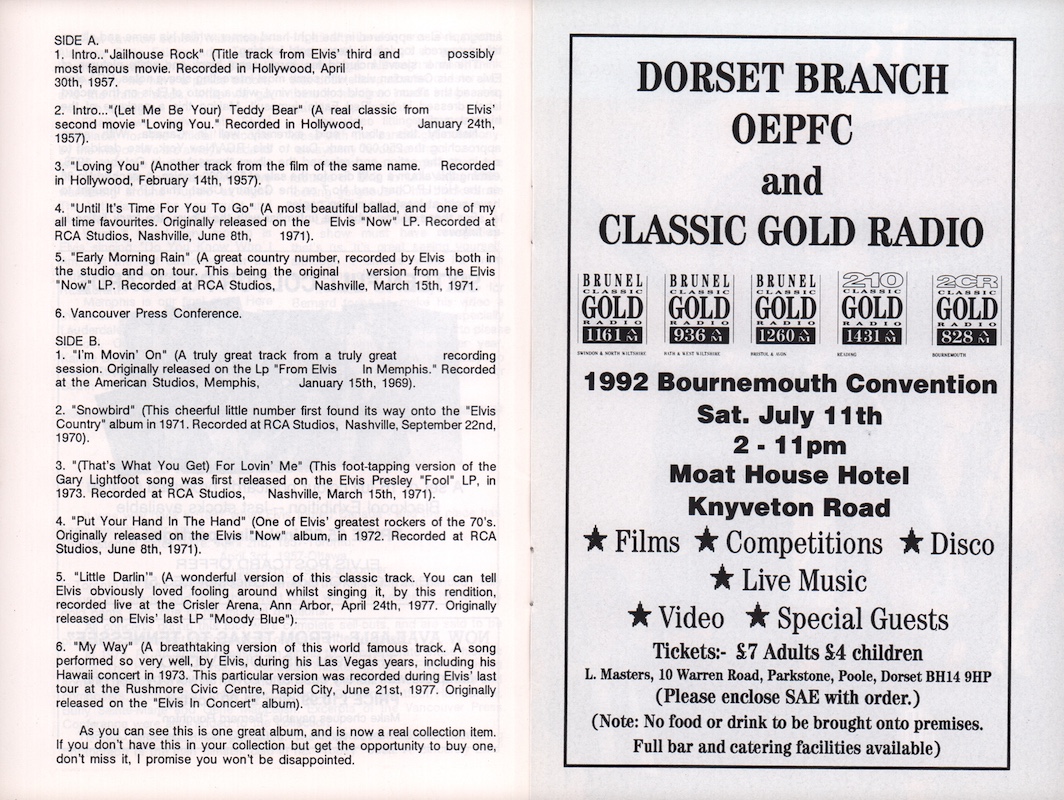 SIDE A.
1. Intro.."Jailhouse Rock" (Title track from Elvis' third and possibly
most famous movie. Recorded in Hollywood, April
30th, 1957.
2. Intro..."(Let Me Be Your) Teddy Bear" (A real classic from Elvis'
second movie "Loving You." Recorded in Hollywood, January 24th,
1957).
3. "Loving You" (Another track from the film of the same name. Recorded
in Hollywood, February 14th, 1957).
4. "Until It's Time For You To Go" (A most beautiful ballad, and one of my
all time favourites. Originally released on the Elvis "Now" LP. Recorded at
RCA Studios, Nashville, June 8th, 1971).
5. "Early Morning Rain" (A great country number, recorded by Elvis both in
the studio and on tour. This being the original version from the Elvis
"Now" LP. Recorded at RCA Studios, Nashville, March 15th, 1971.
6. Vancouver Press Conference.
SIDE B.
1. "I'm Movin' On" (A truly great track from a truly great recording
session. Originally released on the Lp "From Elvis In Memphis." Recorded
at the American Studios, Memphis, January 15th, 1969).
2. "Snowbird" (This cheerful little number first found its way onto the "Elvis
Country" album in 1971. Recorded at RCA Studios, Nashville, September 22nd,
1970).
3. "(That's What You Get) For Lovin' Me" (This foot-tapping version of the
Gary Lightfoot song was first released on the Elvis Presley "Fool" LP, in
1973. Recorded at RCA Studios, Nashville, March 15th, 1971).
4. "Put Your Hand In The Hand" (One of Elvis' greatest rockers of the 70's.
Originally released on the Elvis "Now" album, in 1972. Recorded at RCA
Studios, June 8th, 1971).
5. "Little Darlin'" (A wonderful version of this classic track. You can tell
Elvis obviously loved fooling around whilst singing it, by this rendition,
recorded live at the Crisler Arena, Ann Arbor, April 24th, 1977. Originally
released on Elvis' last LP "Moody Blue").
6. "My Way" (A breathtaking version of this world famous track. A song
performed so very well, by Elvis, during his Las Vegas years, including his
Hawaii concert in 1973. This particular version was recorded during Elvis' last
tour at the Rushmore Civic Centre, Rapid City, June 21st, 1977. Originally
released on the "Elvis In Concert" album).
As you can see this is one great album, and is now a real collection item.
If you don't have this in your collection but get the opportunity to buy one,
don't miss it, I promise you won't be disappointed.
DORSET BRANCH
OEPFC
and
CLASSIC GOLD RADIO
BRUNEL CLASSIC GOLD RADIO 1161 AM
SWINDON & NORTH WILTSHIRE
BRUNEL CLASSIC GOLD RADIO 936 AM
BATH & WEST WILTSHIRE
BRUNEL CLASSIC GOLD RADIO 1260 AM
BRISTOL & AVON
210 CLASSIC GOLD RADIO 1431 AM
READING
2CR CLASSIC GOLD RADIO 828 AM
BOURNEMOUTH
1992 Bournemouth Convention
Sat. July 11th
2 - 11pm
Moat House Hotel
Knyveton Road
★ Films ★ Competitions ★ Disco
★ Live Music
★ Video ★ Special Guests
Tickets:- £7 Adults £4 children
L. Masters, 10 Warren Road, Parkstone, Poole, Dorset BH14 9HP
(Please enclose SAE with order.)
(Note: No food or drink to be brought onto premises.
Full bar and catering facilities available)